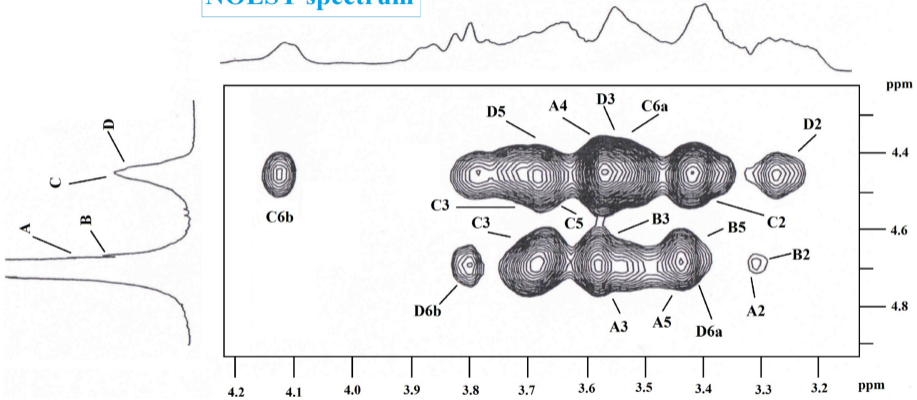 NOESY spectrum
ppm
D5 A4 D3 C6a D2
4.4
C6b C3 C3 C5 B3 B5 C2
4.6
B2
D6b A3 A5 D6a A2
4.8
D
C
B
A
4.2 4.1 4.0 3.9 3.8 3.7 3.6 3.5 3.4 3.3 3.2 ppm